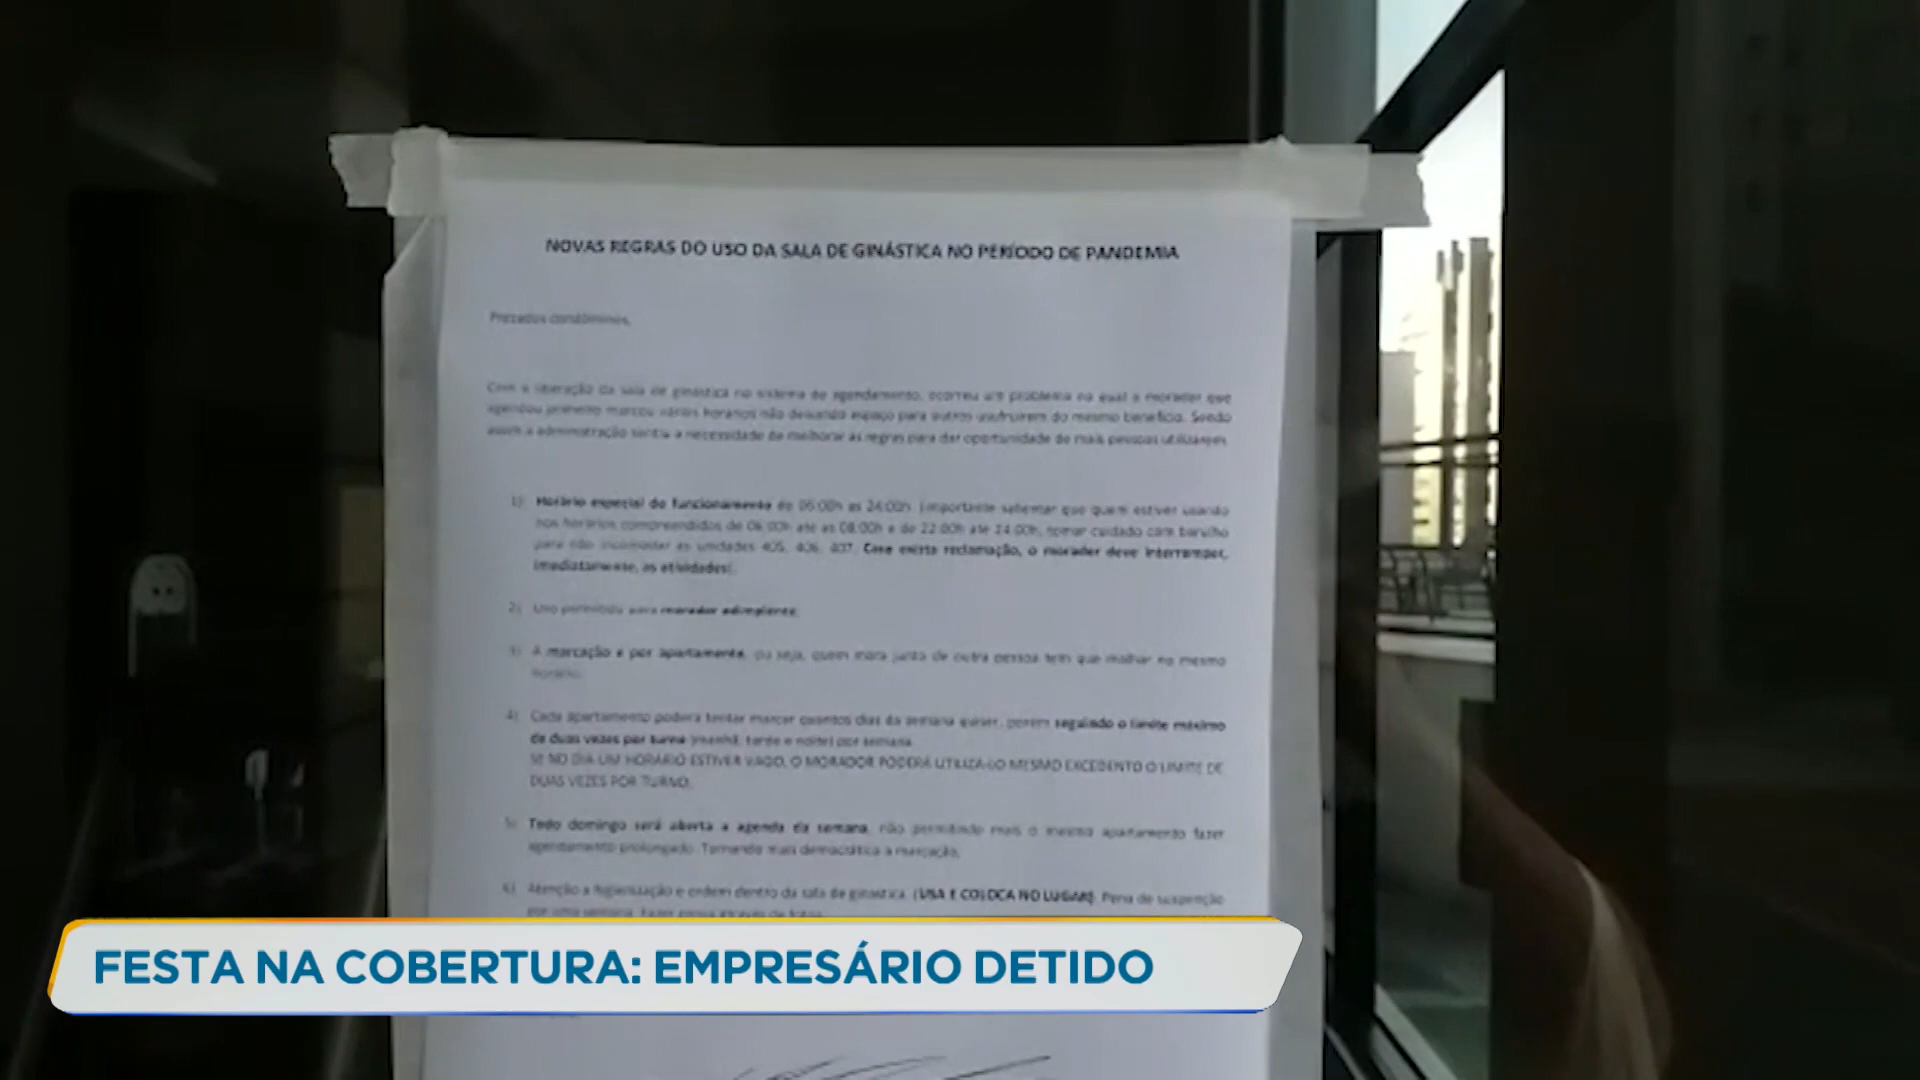 NOVAS REGRAS DO USO DA SALA DE GINÁSTICA NO PERÍODO DE PANDEMIA
Prezados condôminos,
Com a liberação da sala de ginástica no sistema de agendamento, ocorreu um problema na qual o morador que
agendou primeiro marcou vários horários não deixando espaço para outros usufruirem do mesmo benefício. Sendo
assim a administração sentiu a necessidade de melhorar as regras para dar oportunidade de mais pessoas utilizarem.
1) Horário especial do funcionamento de 06:00h as 24:00h. (importante salientar que quem estiver usando
nos horários compreendidos de 06:00h até as 08:00h e de 22:00h até 24:00h, tomar cuidado com barulho
para não incomodar as unidades 405, 406, 407. Caso exista reclamação, o morador deve interromper,
imediatamente, as atividades).
2) Uso permitido para morador adimplente.
3) A marcação é por apartamento, ou seja, quem mora junto de outra pessoa tem que malhar no mesmo
horário.
4) Cada apartamento poderá tentar marcar quantos dias da semana quiser, porém seguindo o limite máximo
de duas vezes por turno (manhã, tarde e noite) por semana.
SE NO DIA UM HORÁRIO ESTIVER VAGO, O MORADOR PODERÁ UTILIZÁ-LO MESMO EXCEDENTO O LIMITE DE
DUAS VEZES POR TURNO.
5) Todo domingo será aberta a agenda da semana, não permitindo mais o mesmo apartamento fazer
agendamento prolongado. Tornando mais democrática a marcação.
6) Atenção a higienização e ordem dentro da sala de ginástica. (USA E COLOCA NO LUGAR). Pena de suspenção
por uma semana.
FESTA NA COBERTURA: EMPRESÁRIO DETIDO